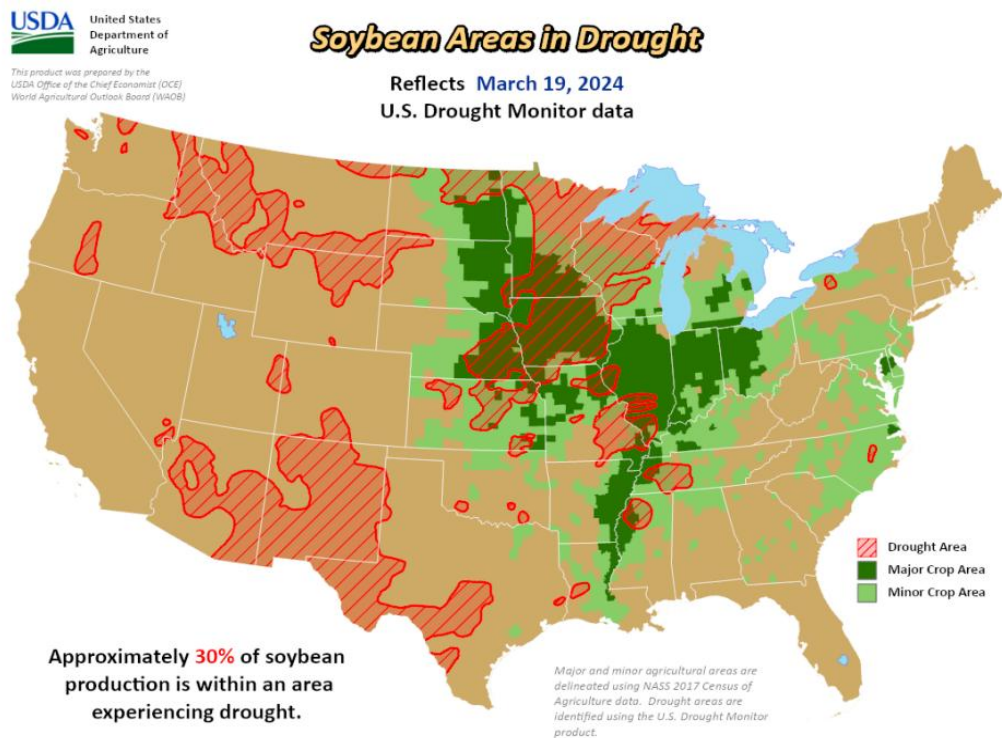 USDA
United States
Department of
Agriculture
This product was prepared by the
USDA Office of the Chief Economist (OCE)
World Agricultural Outlook Board (WAOB)
Soybean Areas in Drought
Reflects March 19, 2024
U.S. Drought Monitor data
Drought Area
Major Crop Area
Minor Crop Area
Approximately 30% of soybean
production is within an area
experiencing drought.
Major and minor agricultural areas are
delineated using NASS 2017 Census of
Agriculture data. Drought areas are
identified using the U.S. Drought Monitor
product.